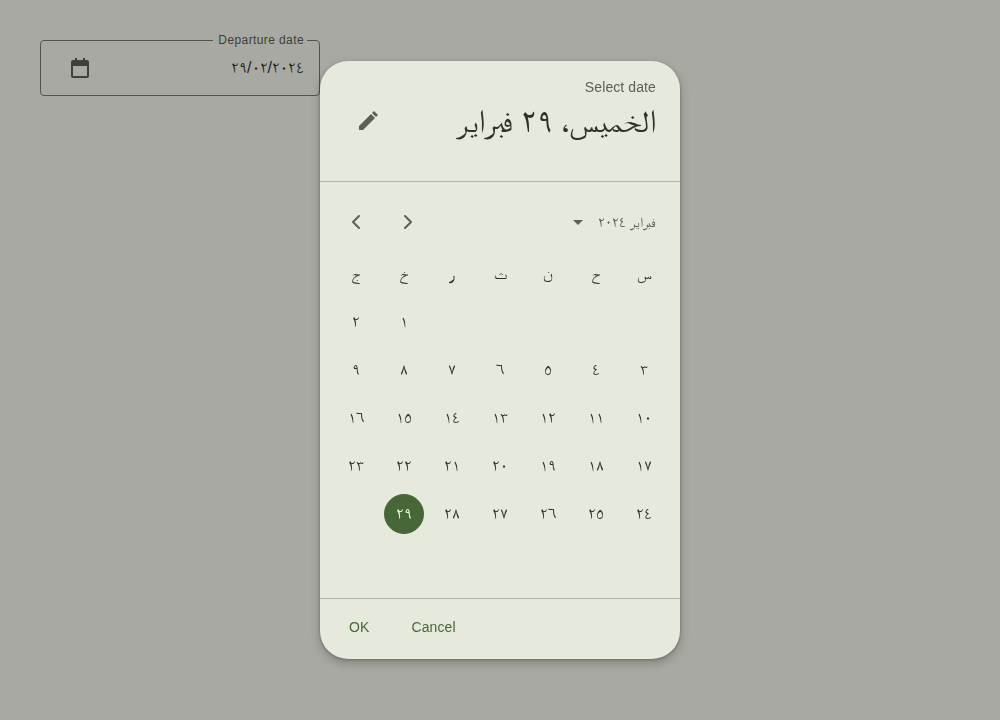 Departure date
٢٩/٠٢/٢٠٢٤
Select date
الخميس، ٢٩ فبراير
فبراير ٢٠٢٤
س ح ن ث ر خ ج
١ ٢
٣ ٤ ٥ ٦ ٧ ٨ ٩
١٠ ١١ ١٢ ١٣ ١٤ ١٥ ١٦
١٧ ١٨ ١٩ ٢٠ ٢١ ٢٢ ٢٣
٢٤ ٢٥ ٢٦ ٢٧ ٢٨ ٢٩
Cancel
OK